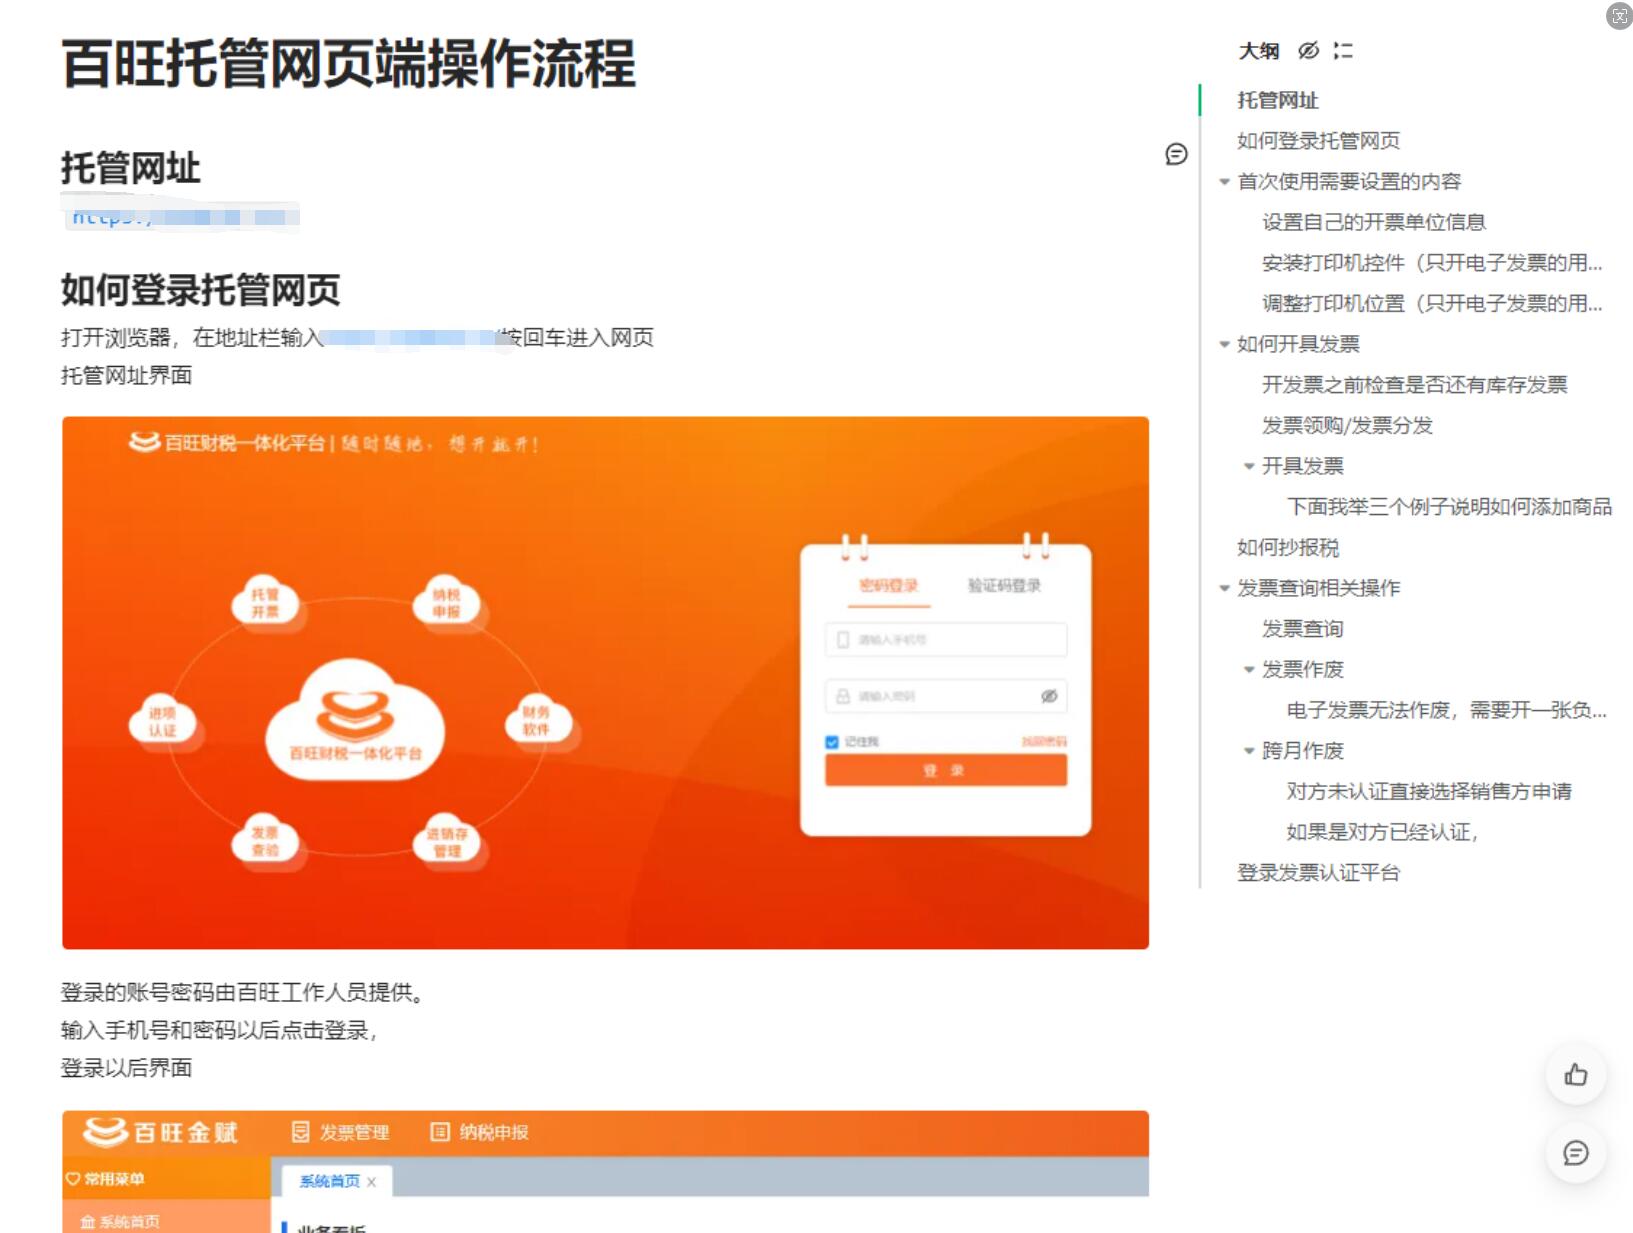 百旺托管网页端操作流程
托管网址
如何登录托管网页
打开浏览器，在地址栏输入
按回车进入网页
托管网址界面
百旺财税一体化平台 | 随时随地，想开就开！
托管
开票
纳税
申报
进项
认证
百旺财税一体化平台
财务
软件
发票
查验
进销存
管理
密码登录 验证码登录
请输入手机号
请输入密码
记住我 找回密码
登 录
登录的账号密码由百旺工作人员提供。
输入手机号和密码以后点击登录，
登录以后界面
百旺金赋 发票管理 纳税申报
常用菜单
系统首页 x
系统首页
业务看板
大纲
托管网址
如何登录托管网页
首次使用需要设置的内容
设置自己的开票单位信息
安装打印机控件（只开电子发票的用...
调整打印机位置（只开电子发票的用...
如何开具发票
开发票之前检查是否还有库存发票
发票领购/发票分发
开具发票
下面我举三个例子说明如何添加商品
如何抄报税
发票查询相关操作
发票查询
发票作废
电子发票无法作废，需要开一张负...
跨月作废
对方未认证直接选择销售方申请
如果是对方已经认证，
登录发票认证平台